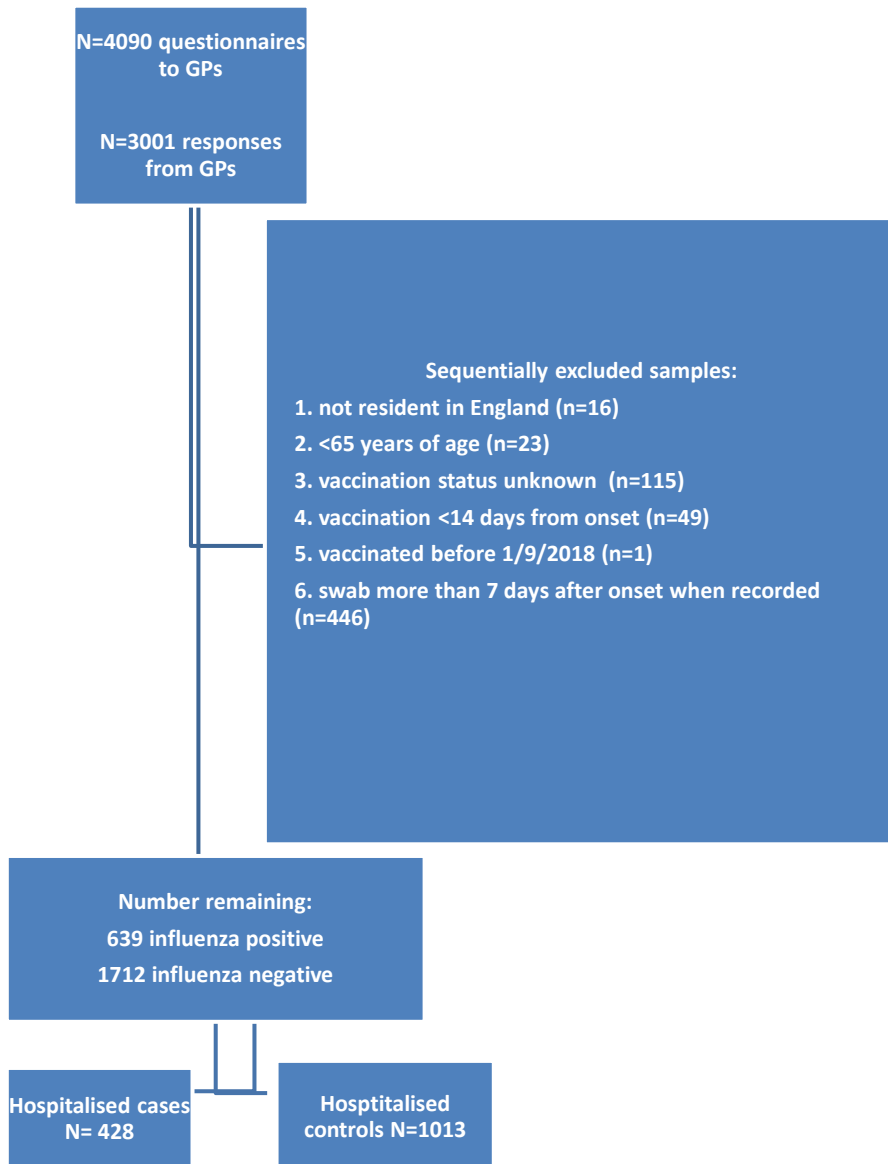 N=4090 questionnaires
to GPs
N=3001 responses
from GPs
Sequentially excluded samples:
1. not resident in England (n=16)
2. <65 years of age (n=23)
3. vaccination status unknown  (n=115)
4. vaccination <14 days from onset (n=49)
5. vaccinated before 1/9/2018 (n=1)
6. swab more than 7 days after onset when recorded
(n=446)
Number remaining:
639 influenza positive
1712 influenza negative
Hospitalised cases
N= 428
Hosptitalised
controls N=1013